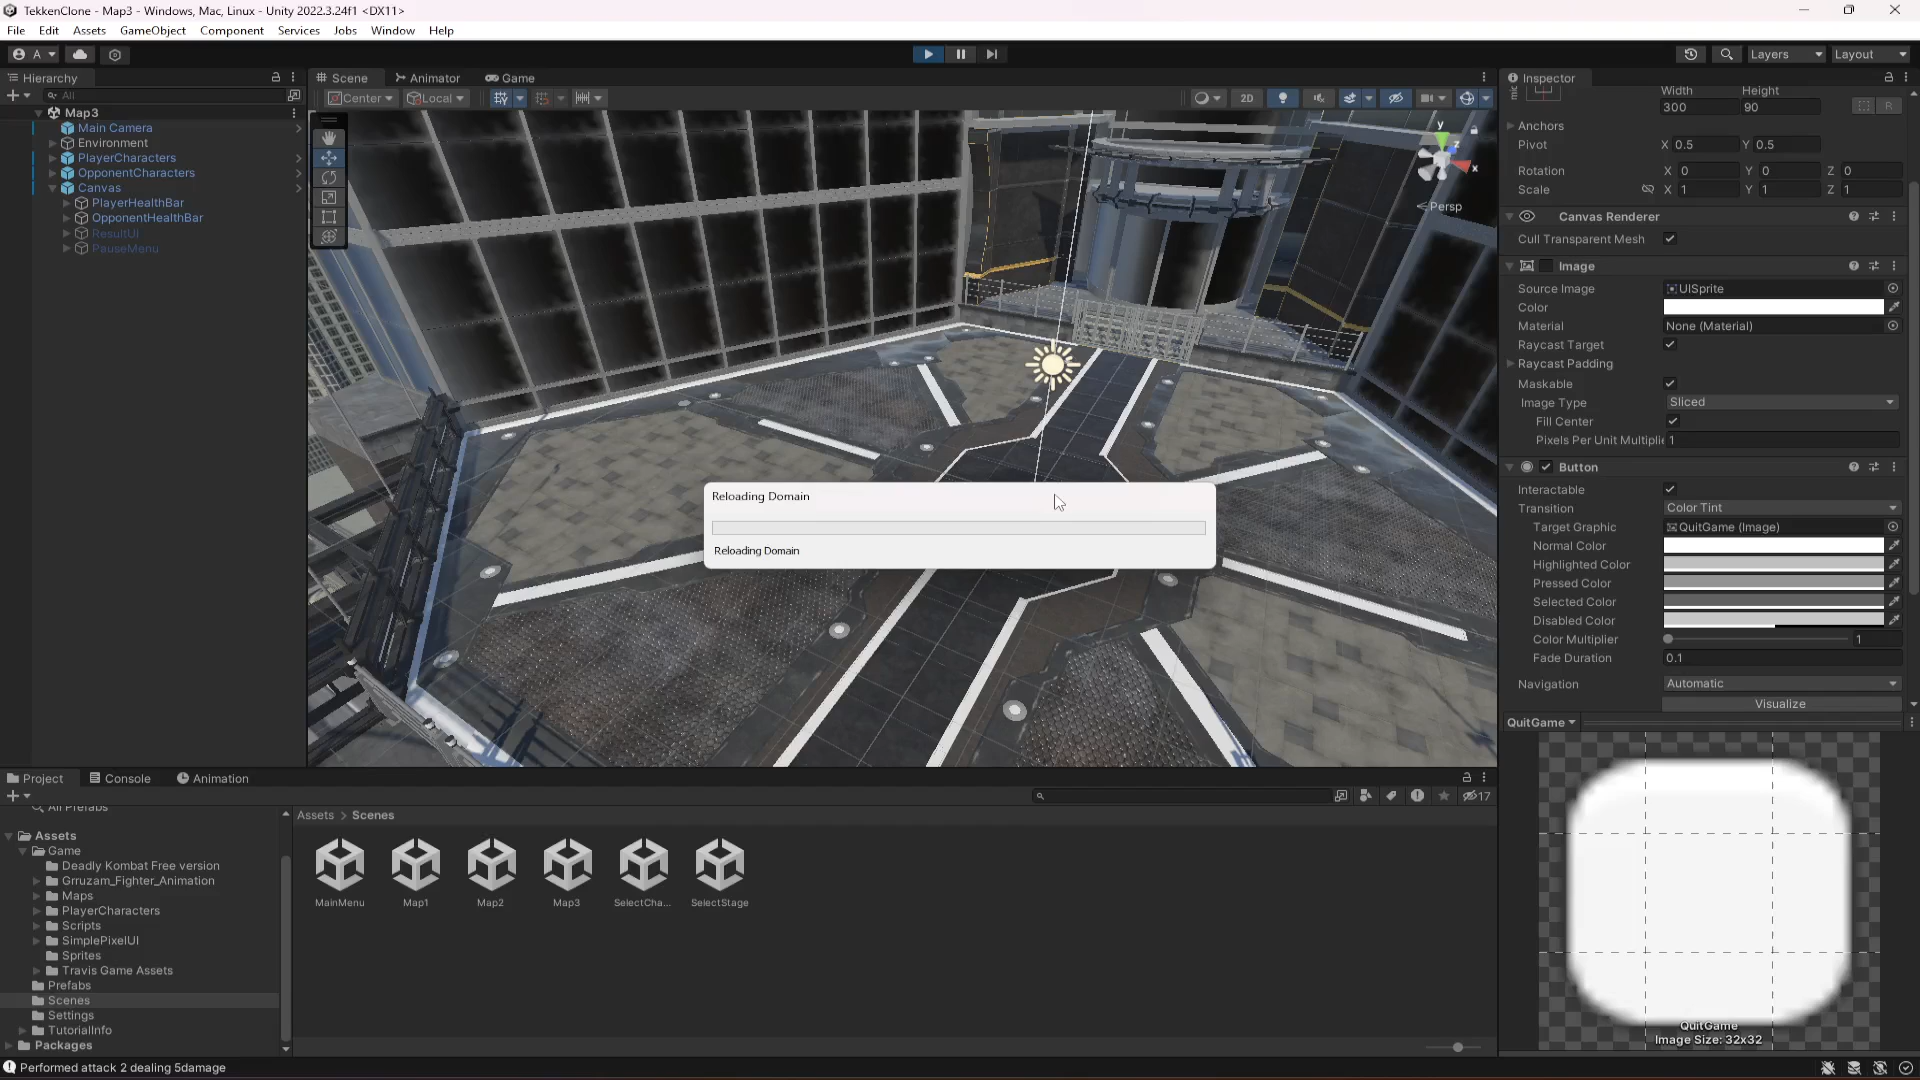 TekkenClone - Map3 - Windows, Mac, Linux - Unity 2022.3.24f1 <DX11>
File Edit Assets GameObject Component Services Jobs Window Help
A
Layers
Layout
Hierarchy
All
Map3
Main Camera
Environment
PlayerCharacters
OpponentCharacters
Canvas
PlayerHealthBar
OpponentHealthBar
ResultUI
PauseMenu
Scene Animator Game
Center Local
2D
y
z
x
Persp
Reloading Domain
Reloading Domain
Inspector
Width Height
300 90
R
Anchors
Pivot X 0.5 Y 0.5
Rotation X 0 Y 0 Z 0
Scale X 1 Y 1 Z 1
Canvas Renderer
Cull Transparent Mesh
Image
Source Image UISprite
Color
Material None (Material)
Raycast Target
Raycast Padding
Maskable
Image Type Sliced
Fill Center
Pixels Per Unit Multipli 1
Button
Interactable
Transition Color Tint
Target Graphic QuitGame (Image)
Normal Color
Highlighted Color
Pressed Color
Selected Color
Disabled Color
Color Multiplier 1
Fade Duration 0.1
Navigation Automatic
Visualize
QuitGame
QuitGame
Image Size: 32x32
Project Console Animation
17
All Prefabs
Assets
Game
Deadly Kombat Free version
Grruzam_Fighter_Animation
Maps
PlayerCharacters
Scripts
SimplePixelUI
Sprites
Travis Game Assets
Prefabs
Scenes
Settings
TutorialInfo
Packages
Assets > Scenes
MainMenu Map1 Map2 Map3 SelectCha... SelectStage
Performed attack 2 dealing 5damage